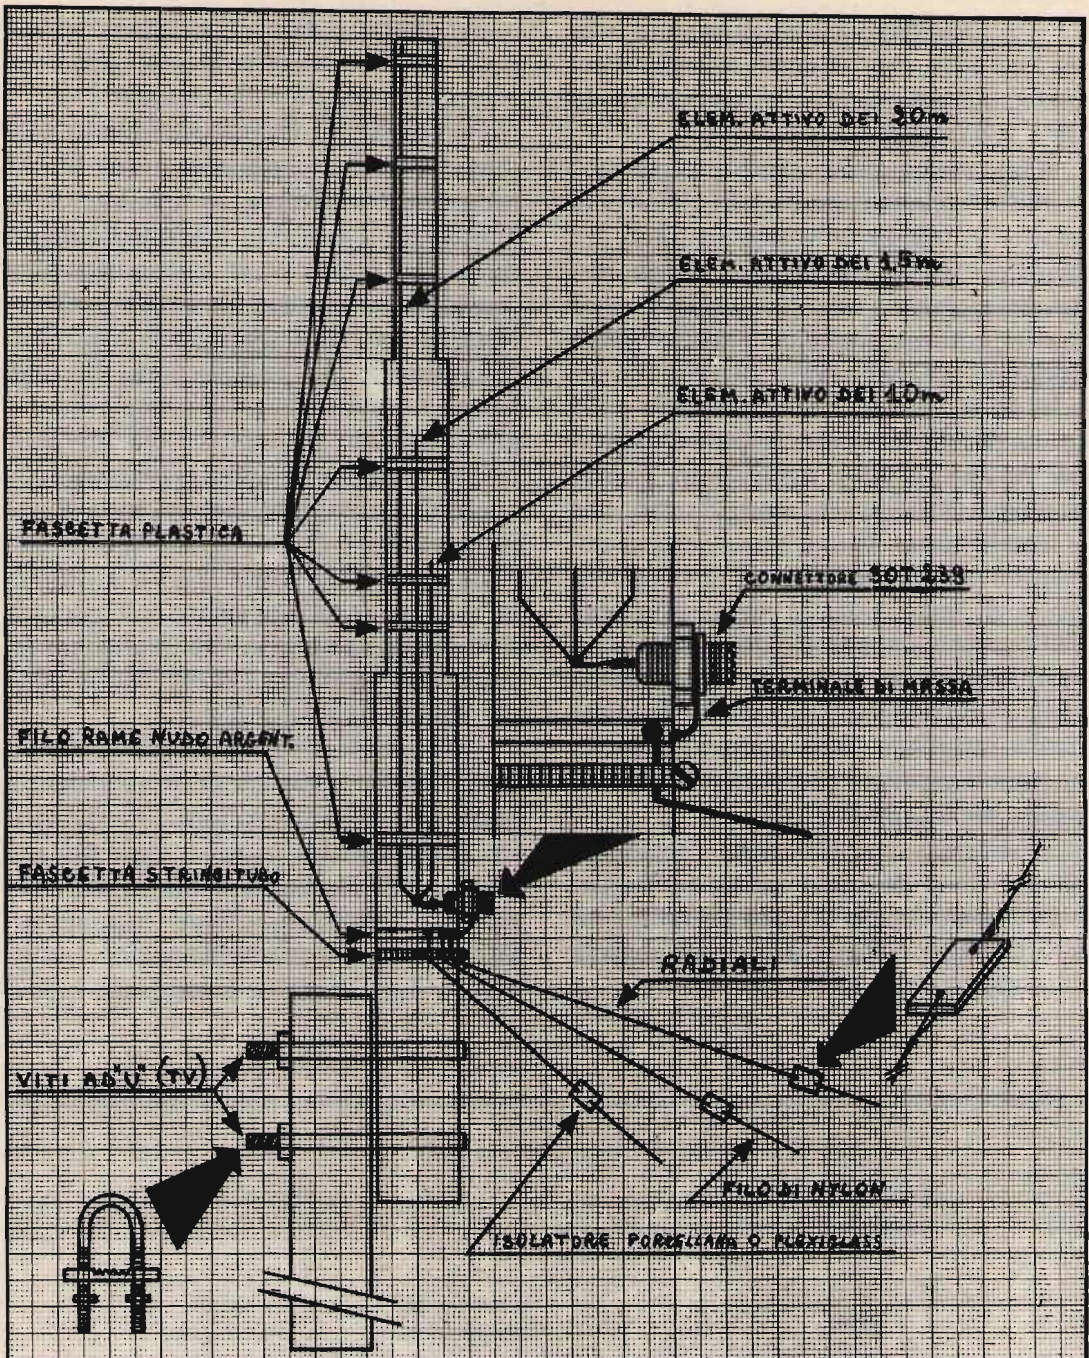 ELEM. ATTIVO DEI 20m
ELEM. ATTIVO DEI 15m
ELEM. ATTIVO DEI 10m
FASCETTA PLASTICA
CONNETTORE SOT 239
TERMINALE DI MASSA
FILO RAME NUDO ARGENT.
FASCETTA STRINGITUBO
RADIALI
VITI AD "U" (TV)
FILO DI NYLON
ISOLATORE PORCELLANA O PLEXIGLASS